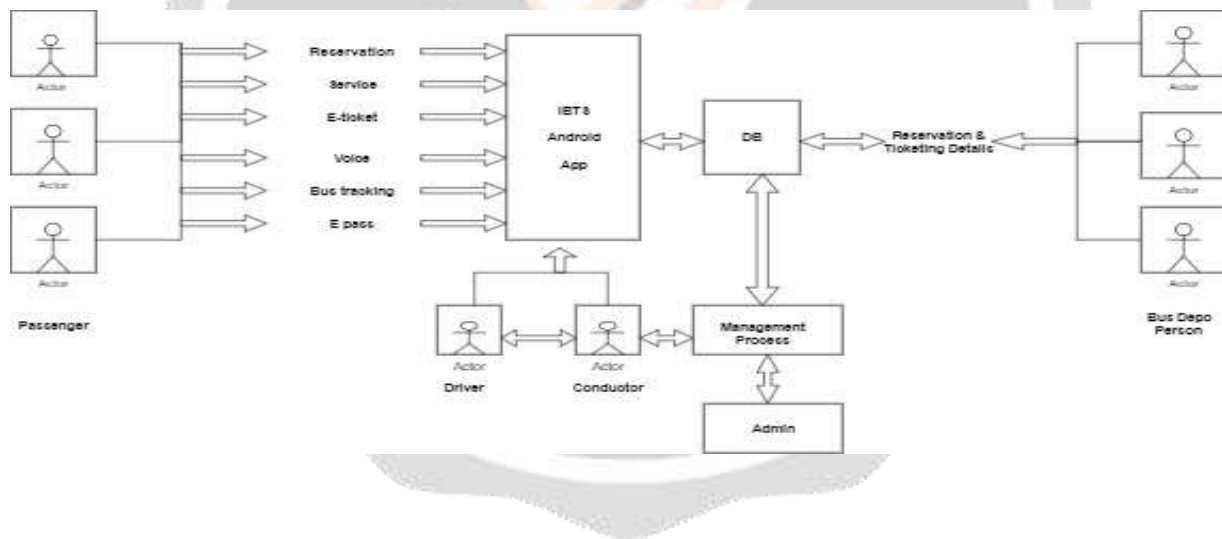 Actor
Actor
Actor
Passenger
Reservation
Service
E-ticket
Voice
Bus tracking
E pass
IBTS
Android
App
DB
Reservation &
Ticketing Details
Actor
Actor
Actor
Bus Depo
Person
Actor
Driver
Actor
Conductor
Management
Process
Admin